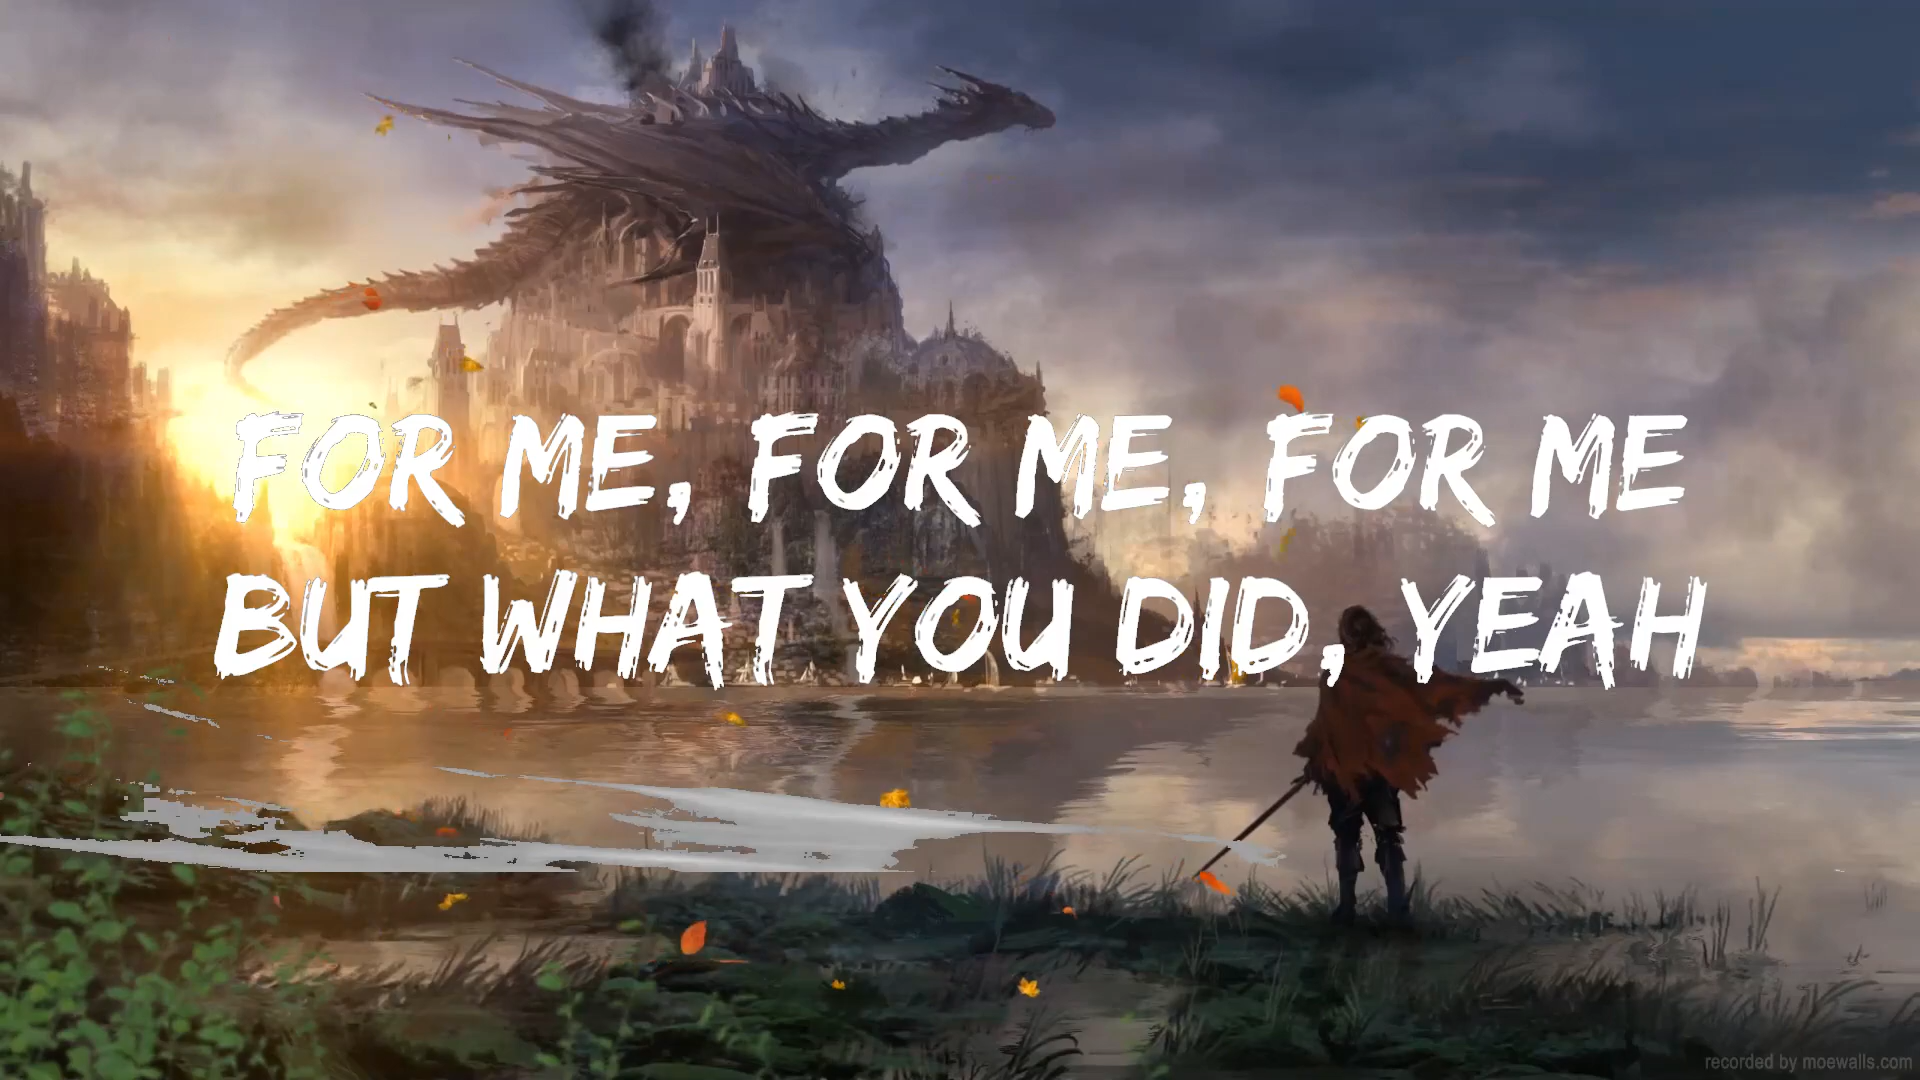 FOR ME, FOR ME, FOR ME
BUT WHAT YOU DID, YEAH
recorded by moewalls.com